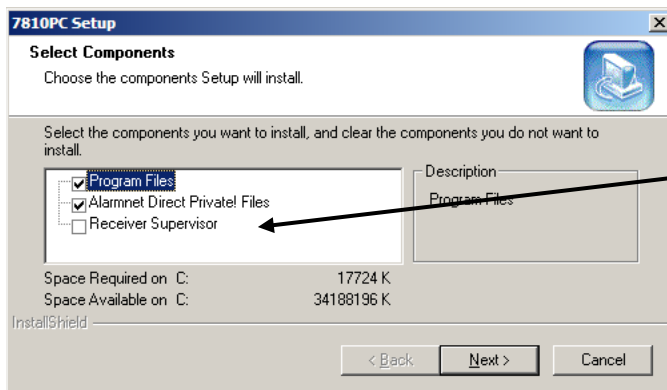 7810PC Setup
Select Components
Choose the components Setup will install.
Select the components you want to install, and clear the components you do not want to
install.
Program Files
Alarmnet Direct Private! Files
Receiver Supervisor
Description
Program Files
Space Required on C: 17724 K
Space Available on C: 34188196 K
InstallShield
< Back Next > Cancel